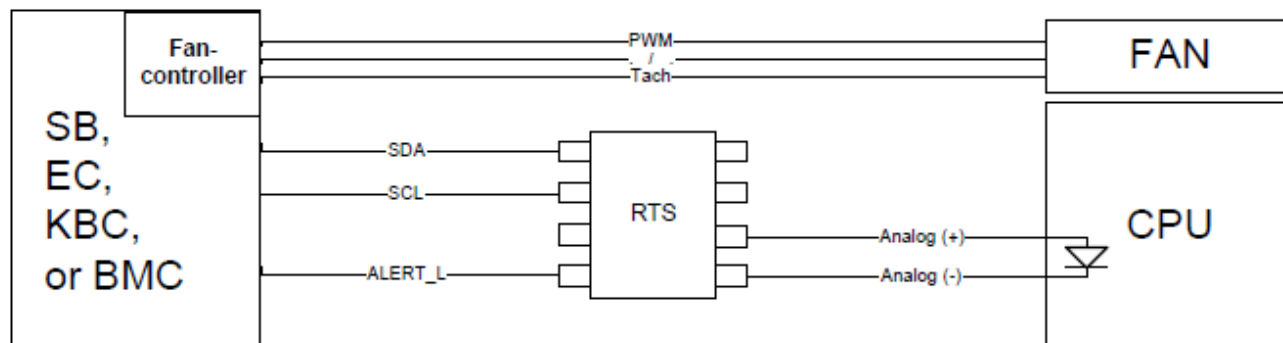 Fan-
controller
PWM
/
Tach
FAN
SB,
EC,
KBC,
or BMC
SDA
SCL
ALERT_L
RTS
Analog (+)
Analog (-)
CPU